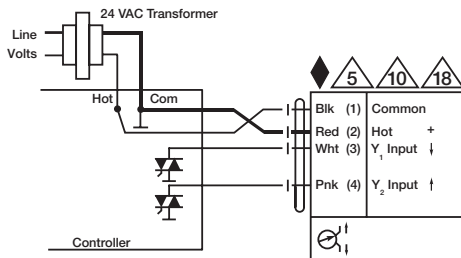 24 VAC Transformer
Line
Volts
Hot Com
5 10 18
Blk (1) Common
Red (2) Hot +
Wht (3) Y1 Input ↓
Pnk (4) Y2 Input ↑
Controller